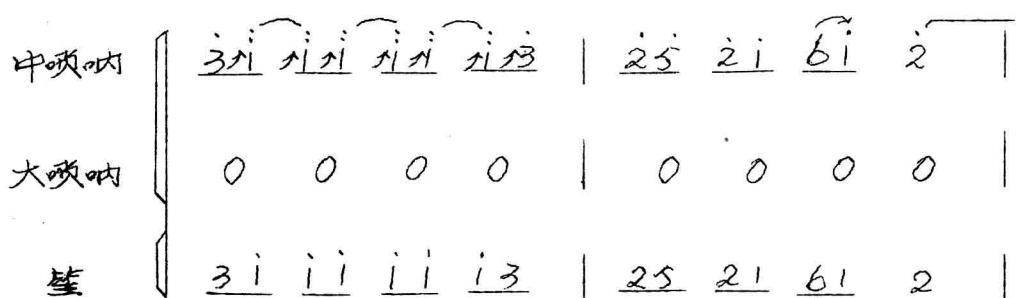 中唢呐 3 1 1 1 1 1 1 3 | 2 5 2 1 6 1 2 |
大唢呐 0 0 0 0 | 0 0 0 0 |
笙 3 1 1 1 1 1 1 3 | 2 5 2 1 6 1 2 |